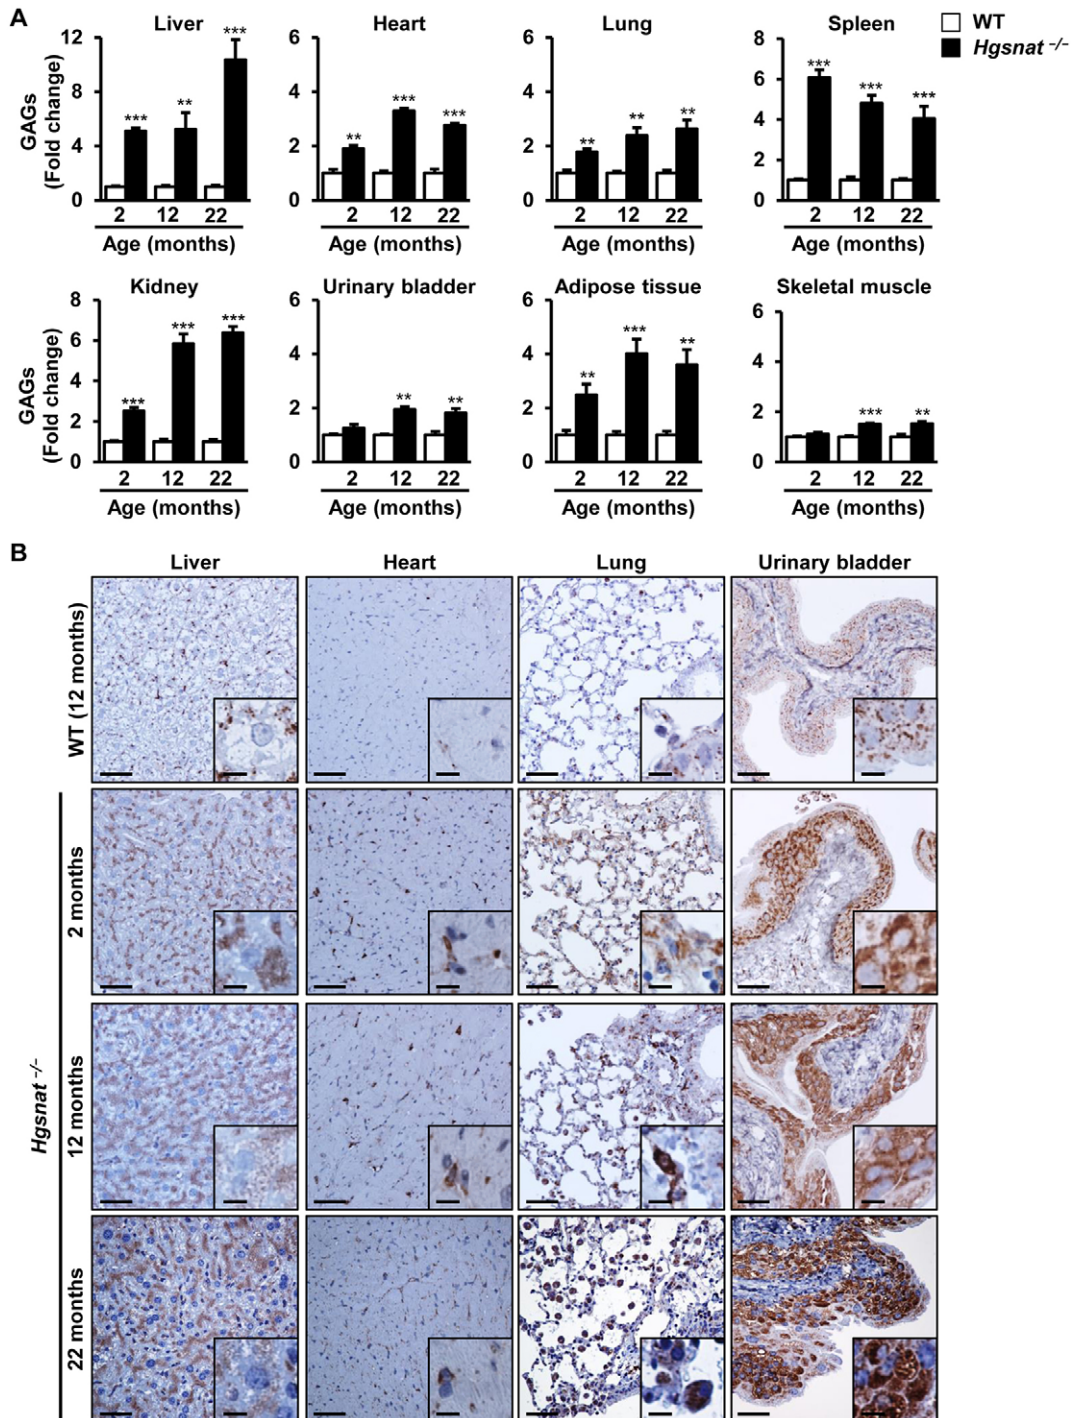 A
Liver
Heart
Lung
Spleen
WT
Hgsnat −/−
GAGs
(Fold change)
12
8
4
0
***
**
***
2 12 22
Age (months)
6
4
2
0
**
***
***
2 12 22
Age (months)
6
4
2
0
**
**
**
2 12 22
Age (months)
8
6
4
2
0
***
***
***
2 12 22
Age (months)
Kidney
Urinary bladder
Adipose tissue
Skeletal muscle
GAGs
(Fold change)
8
6
4
2
0
***
***
***
2 12 22
Age (months)
6
4
2
0
**
**
2 12 22
Age (months)
6
4
2
0
**
***
**
2 12 22
Age (months)
6
4
2
0
***
**
2 12 22
Age (months)
B
Liver
Heart
Lung
Urinary bladder
WT (12 months)
Hgsnat −/−
2 months
12 months
22 months